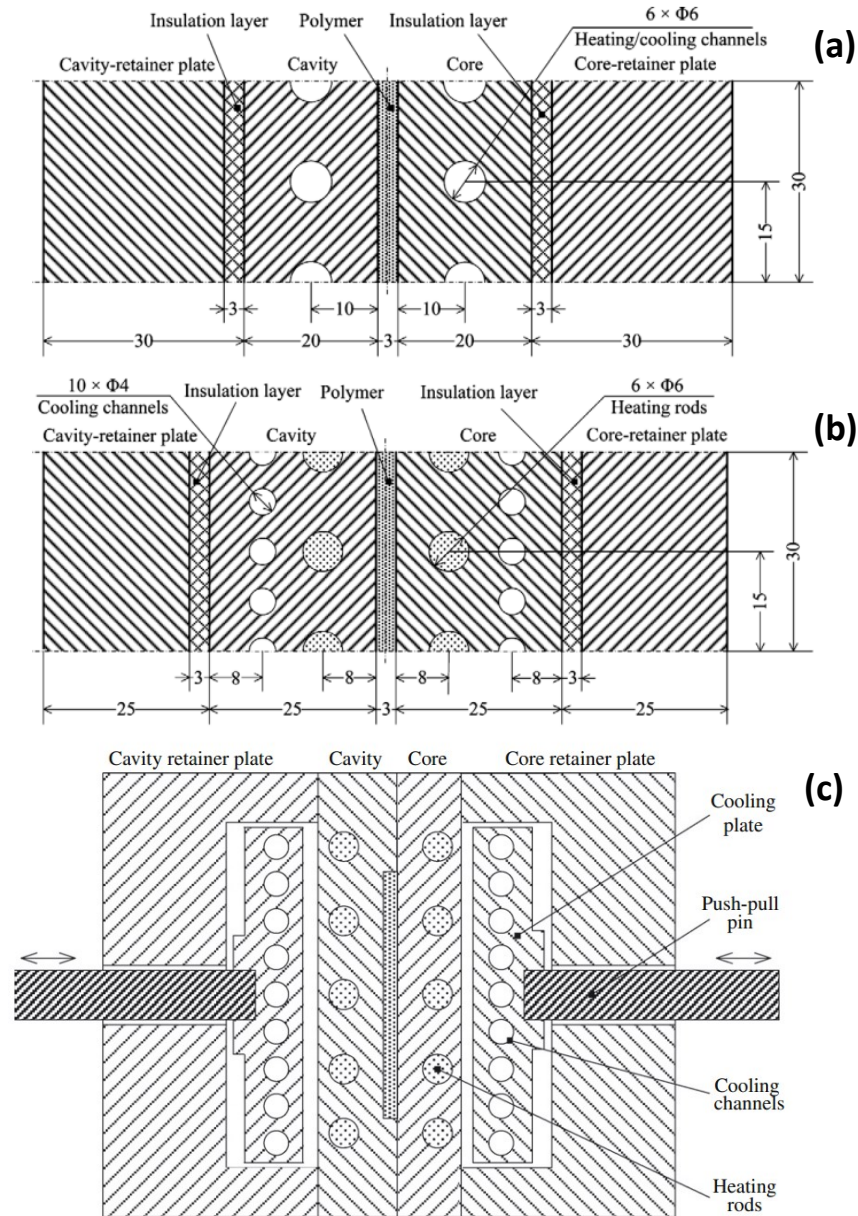 Insulation layer Polymer Insulation layer 6 × Φ6
Heating/cooling channels
(a)
Cavity-retainer plate Cavity Core Core-retainer plate
30
15
3 10 10 3
30 20 3 20 30
10 × Φ4
Cooling channels
Insulation layer Polymer Insulation layer 6 × Φ6
Heating rods
(b)
Cavity-retainer plate Cavity Core Core-retainer plate
30
15
3 8 8 8 8 3
25 25 3 25 25
Cavity retainer plate Cavity Core Core retainer plate
(c)
Cooling
plate
Push-pull
pin
Cooling
channels
Heating
rods